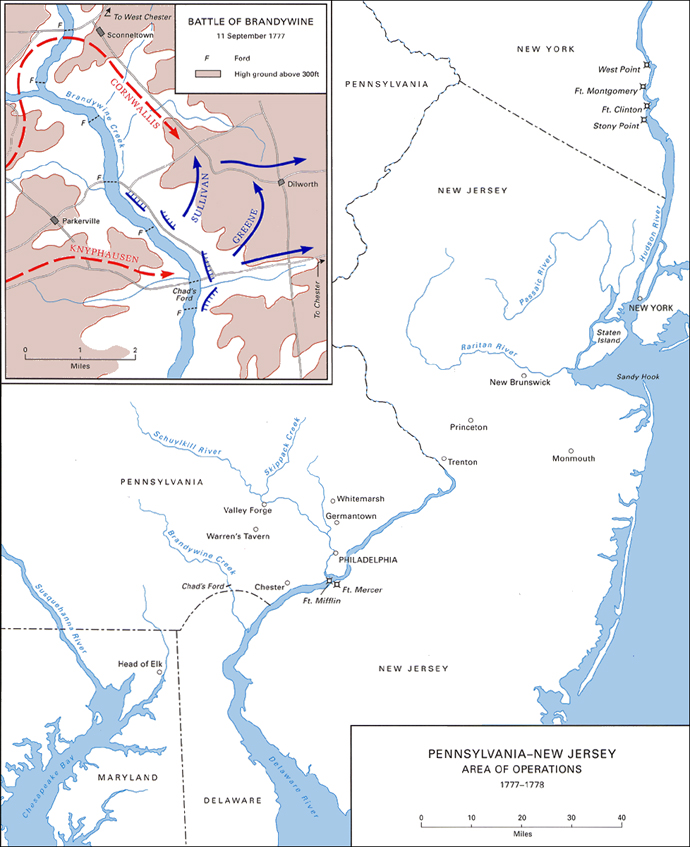 BATTLE OF BRANDYWINE
11 September 1777
F Ford
High ground above 300ft
To West Chester
Sconneltown
F
CORNWALLIS
Brandywine Creek
F
F
F
SULLIVAN
GREENE
Dilworth
Parkerville
F
KNYPHAUSEN
Chad's
Ford
F
To Chester
0 1 2
Miles
NEW YORK
PENNSYLVANIA
West Point
Ft. Montgomery
Ft. Clinton
Stony Point
NEW JERSEY
Hudson River
Passaic River
NEW YORK
Staten
Island
Raritan River
Sandy Hook
New Brunswick
Princeton
Trenton
Monmouth
Schuylkill River
Skippack Creek
PENNSYLVANIA
Valley Forge
Whitemarsh
Germantown
Warren's Tavern
Brandywine Creek
PHILADELPHIA
Chad's Ford
Chester
Ft. Mifflin
Ft. Mercer
Susquehanna River
Head of Elk
NEW JERSEY
Chesapeake Bay
MARYLAND
DELAWARE
Delaware River
PENNSYLVANIA–NEW JERSEY
AREA OF OPERATIONS
1777–1778
0 10 20 30 40
Miles